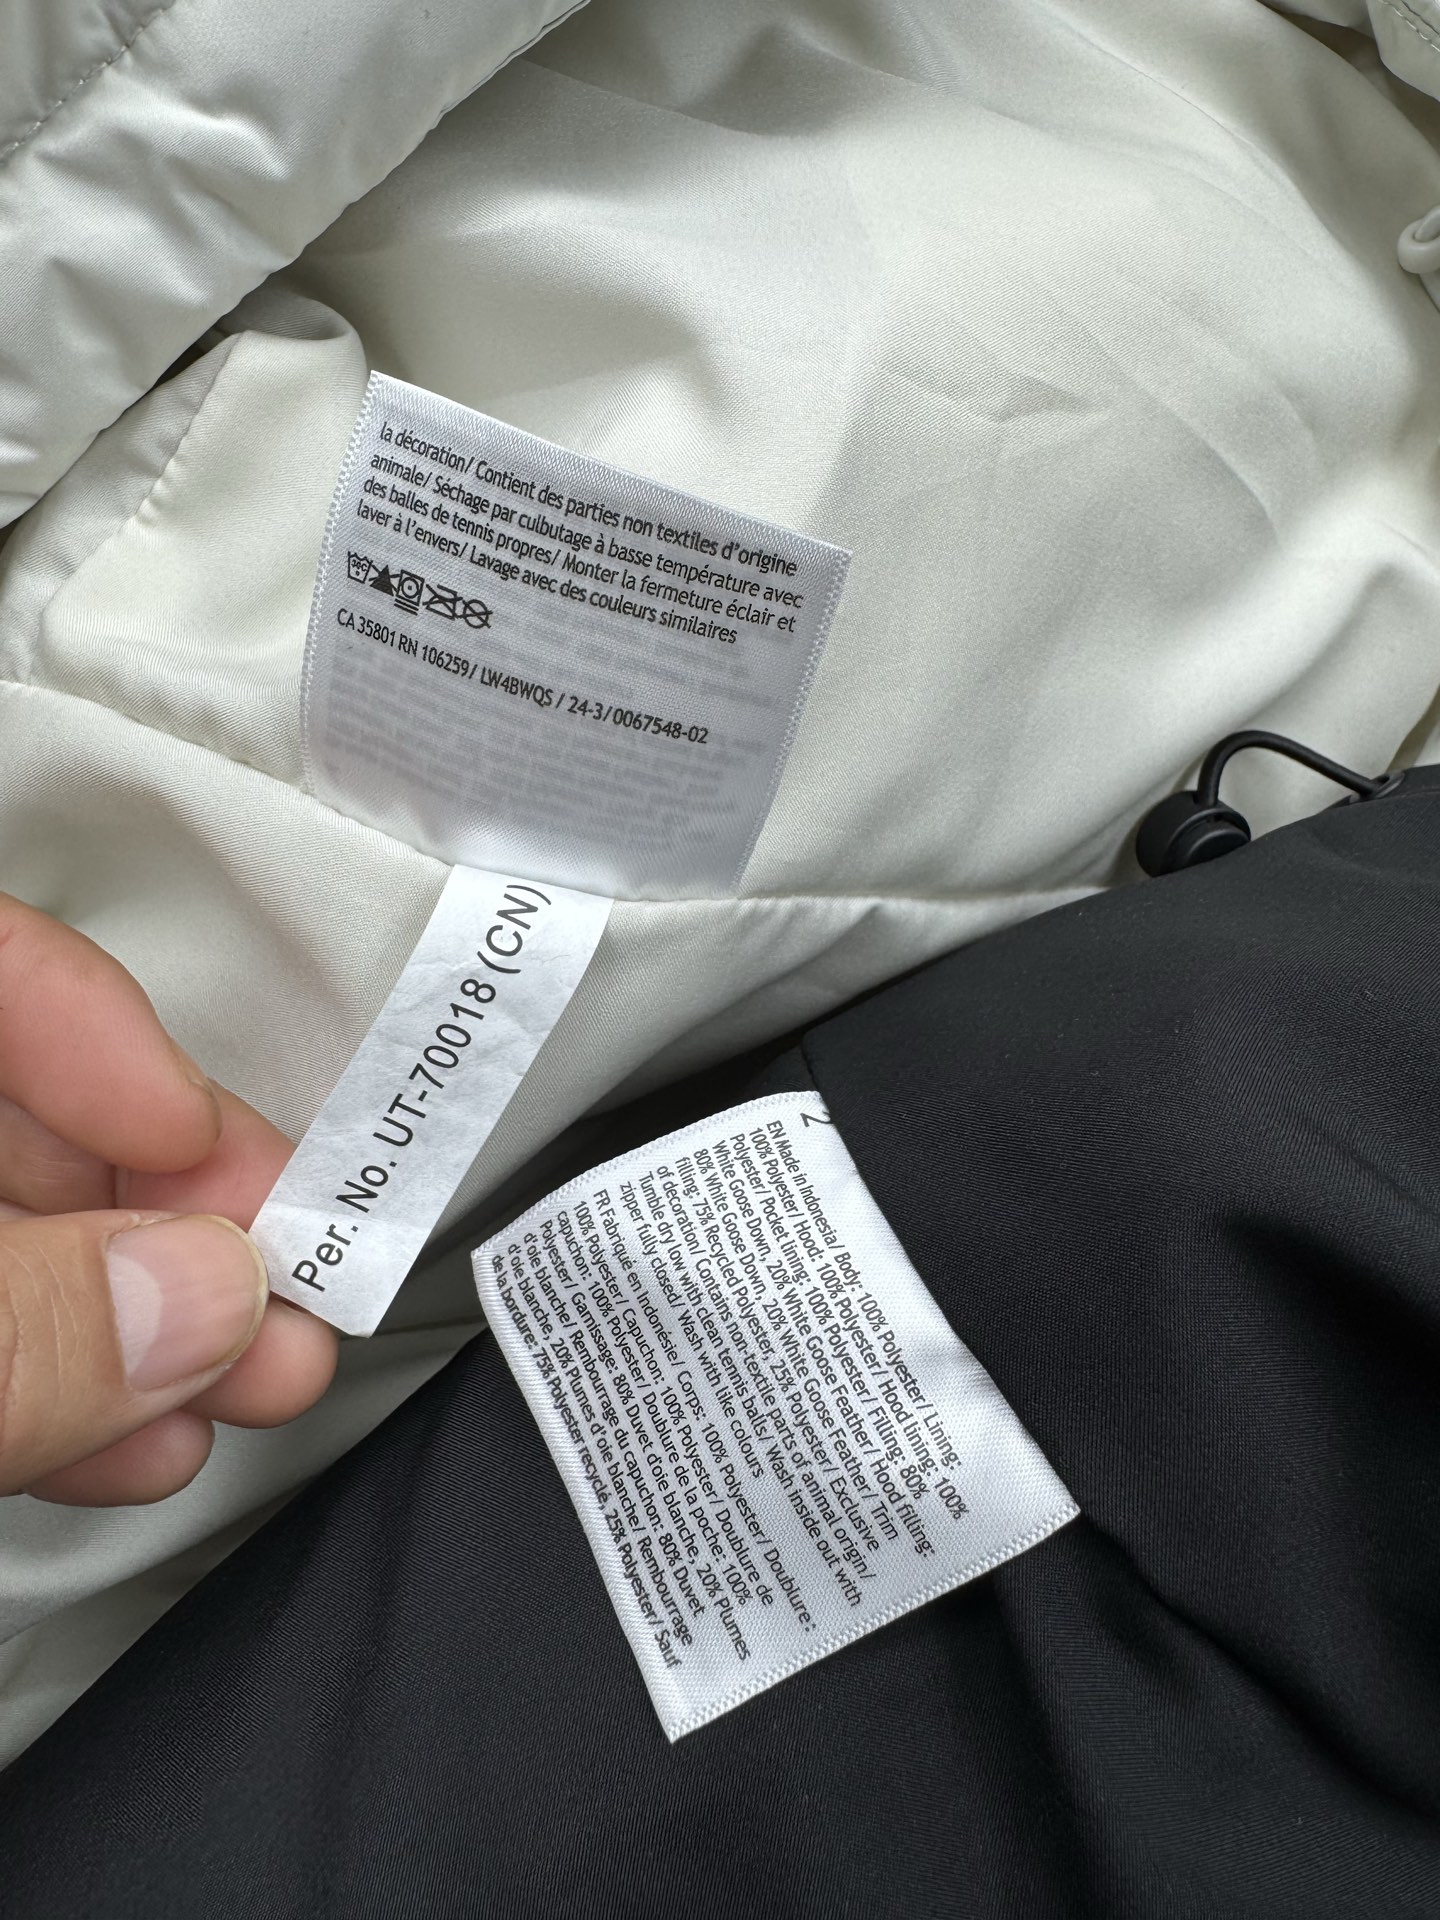 la décoration/ Contient des parties non textiles d'origine
animale/ Séchage par culbutage à basse température avec
des balles de tennis propres/ Monter la fermeture éclair et
laver à l'envers/ Lavage avec des couleurs similaires
30C
CA 35801 RN 106259/ LW4BWQS / 24-3/0067548-02
Per. No. UT-70018 (CN)
2
EN Made in Indonesia/ Body: 100% Polyester/ Lining:
100% Polyester/ Hood: 100% Polyester/ Hood lining: 100%
Polyester/ Pocket lining: 100% Polyester/ Filling: 80%
White Goose Down, 20% White Goose Feather/ Hood filling:
80% White Goose Down, 20% White Goose Feather/ Trim
filling: 75% Recycled Polyester, 25% Polyester/ Exclusive
of decoration/ Contains non-textile parts of animal origin/
Tumble dry low with clean tennis balls/ Wash inside out with
zipper fully closed/ Wash with like colours
FR Fabriqué en Indonésie/ Corps: 100% Polyester/ Doublure:
100% Polyester/ Capuchon: 100% Polyester/ Doublure de
capuchon: 100% Polyester/ Doublure de la poche: 100%
Polyester/ Garnissage: 80% Duvet d'oie blanche, 20% Plumes
d'oie blanche/ Rembourrage du capuchon: 80% Duvet
d'oie blanche, 20% Plumes d'oie blanche/ Rembourrage
de la bordure: 75% Polyester recyclé, 25% Polyester/ Sauf